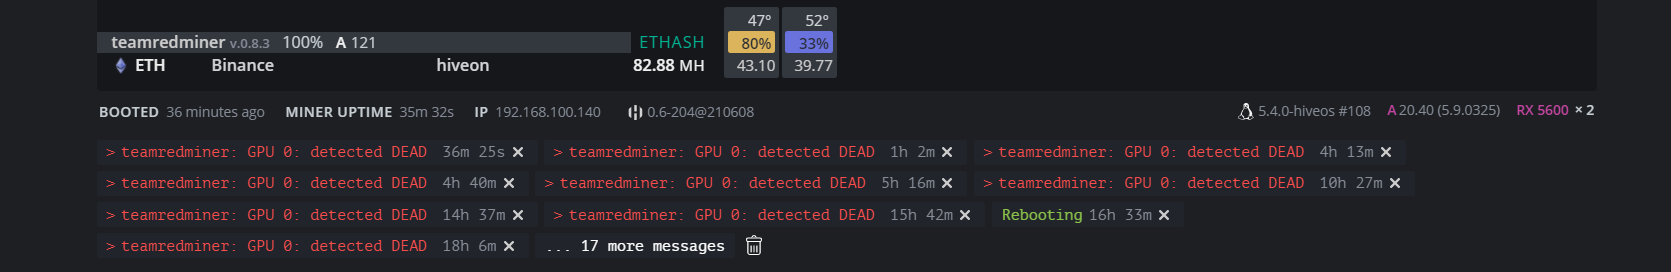 47° 52°
teamredminer v.0.8.3 100% A 121 ETHASH 80% 33%
ETH Binance hiveon 82.88 MH 43.10 39.77
BOOTED 36 minutes ago MINER UPTIME 35m 32s IP 192.168.100.140 0.6-204@210608 5.4.0-hiveos #108 A 20.40 (5.9.0325) RX 5600 × 2
> teamredminer: GPU 0: detected DEAD 36m 25s × > teamredminer: GPU 0: detected DEAD 1h 2m × > teamredminer: GPU 0: detected DEAD 4h 13m ×
> teamredminer: GPU 0: detected DEAD 4h 40m × > teamredminer: GPU 0: detected DEAD 5h 16m × > teamredminer: GPU 0: detected DEAD 10h 27m ×
> teamredminer: GPU 0: detected DEAD 14h 37m × > teamredminer: GPU 0: detected DEAD 15h 42m × Rebooting 16h 33m ×
> teamredminer: GPU 0: detected DEAD 18h 6m × ... 17 more messages